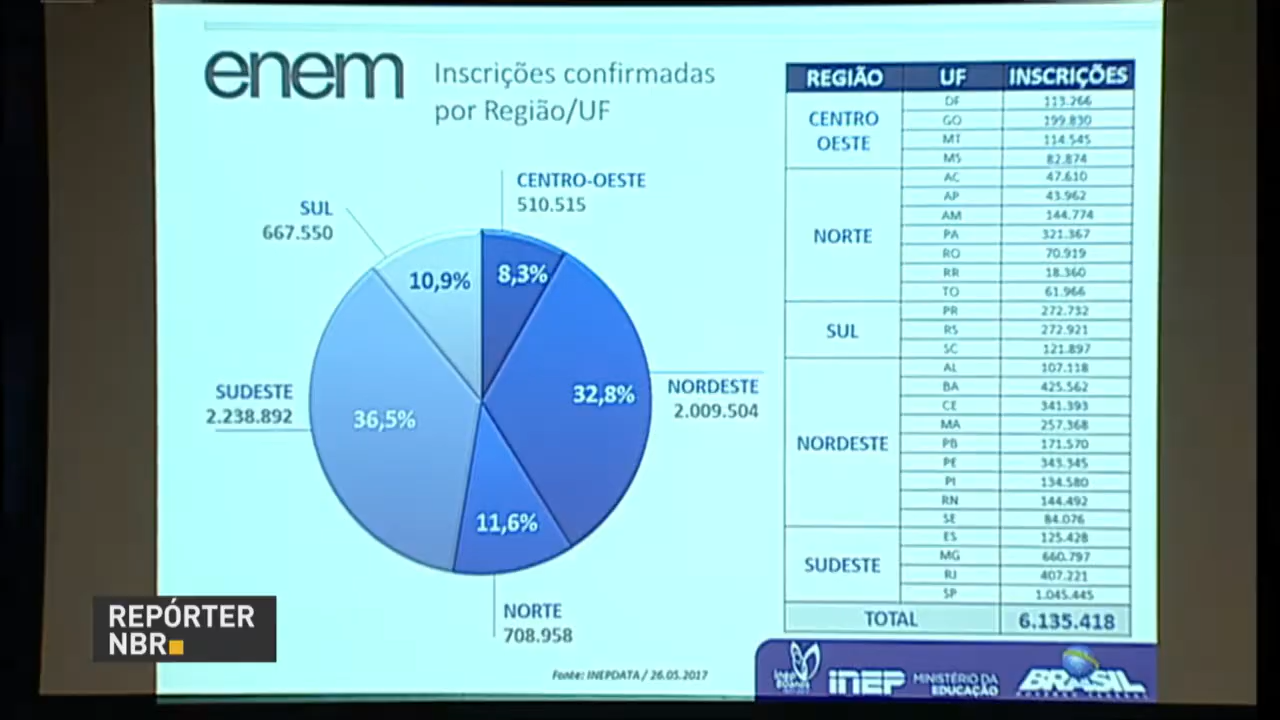 enem
Inscrições confirmadas
por Região/UF
CENTRO-OESTE
510.515
SUL
667.550
10,9%
8,3%
SUDESTE
2.238.892
36,5%
32,8%
NORDESTE
2.009.504
11,6%
NORTE
708.958
Fonte: INEPDATA / 26.05.2017
REGIÃO UF INSCRIÇÕES
CENTRO
OESTE
DF 113.266
GO 199.830
MT 114.545
MS 82.874
NORTE
AC 47.610
AP 43.962
AM 144.774
PA 321.367
RO 70.919
RR 18.360
TO 61.966
SUL
PR 272.732
RS 272.921
SC 121.897
NORDESTE
AL 107.118
BA 425.562
CE 341.393
MA 257.368
PB 171.570
PE 343.345
PI 134.580
RN 144.492
SE 84.076
SUDESTE
ES 125.428
MG 660.797
RJ 407.221
SP 1.045.445
TOTAL 6.135.418
REPÓRTER
NBR
inep
80anos
INEP
MINISTÉRIO DA
EDUCAÇÃO
BRASIL
GOVERNO FEDERAL